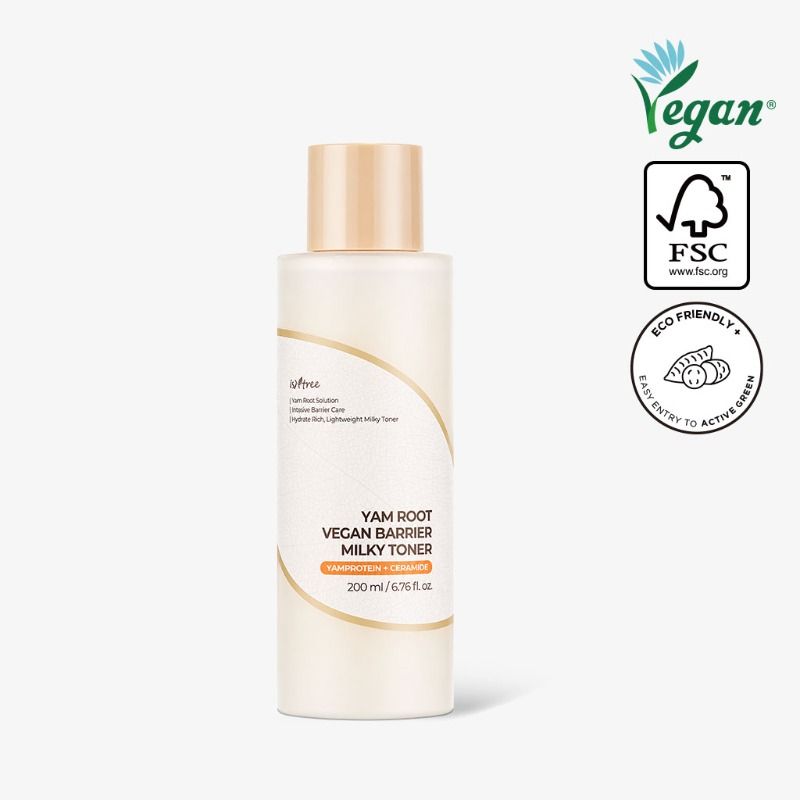 Vegan®
FSC
™
www.fsc.org
ECO FRIENDLY +
EASY ENTRY TO ACTIVE GREEN
isntree
| Yam Root Solution
| Intasive Barrier Care
| Hydrate Rich, Lightweight Milky Toner
YAM ROOT
VEGAN BARRIER
MILKY TONER
YAMPROTEIN + CERAMIDE
200 ml / 6.76 fl. oz.